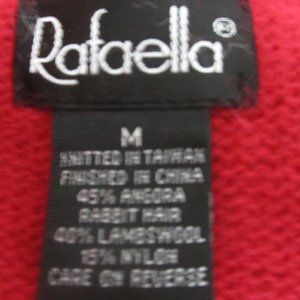 Rafaella®
M
KNITTED IN TAIWAN
FINISHED IN CHINA
45% ANGORA
RABBIT HAIR
40% LAMBSWOOL
15% NYLON
CARE ON REVERSE